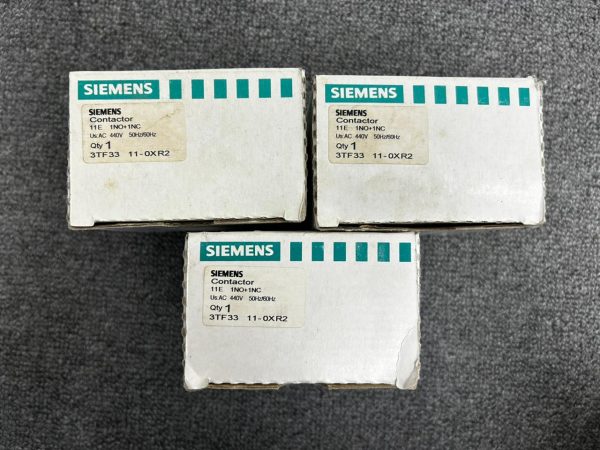 SIEMENS
SIEMENS
Contactor
11E 1NO+1NC
Us:AC 440V 50Hz/60Hz
Qty 1
3TF33 11-0XR2
SIEMENS
SIEMENS
Contactor
11E 1NO+1NC
Us:AC 440V 50Hz/60Hz
Qty 1
3TF33 11-0XR2
SIEMENS
SIEMENS
Contactor
11E 1NO+1NC
Us:AC 440V 50Hz/60Hz
Qty 1
3TF33 11-0XR2